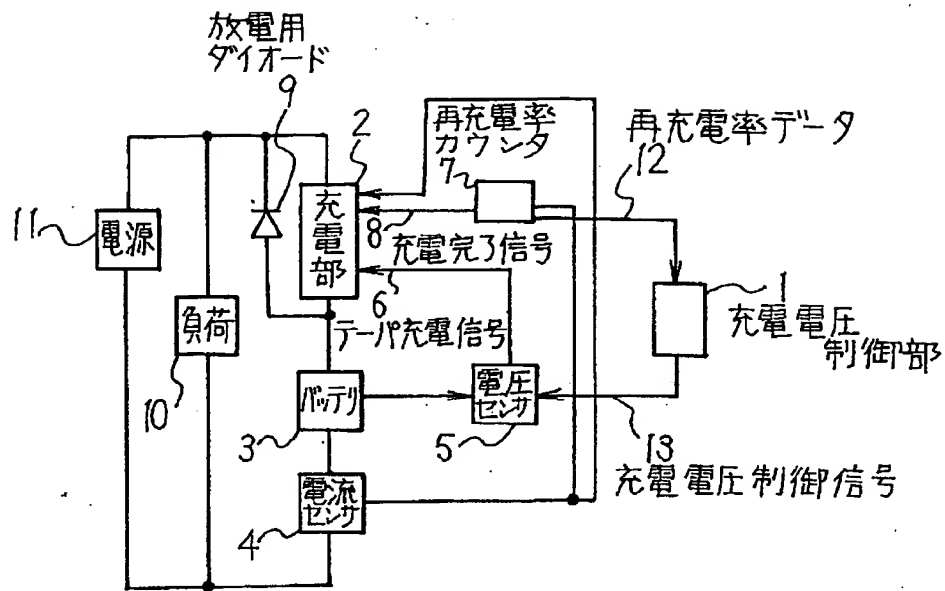 放電用
ダイオード
9
2
再充電率
カウンタ
7
再充電率データ
12
11
電源
充電部
8
充電完了信号
6
1
充電電圧
制御部
負荷
10
テーパ充電信号
バッテリ
3
電圧
センサ
5
13
充電電圧制御信号
電流
センサ
4